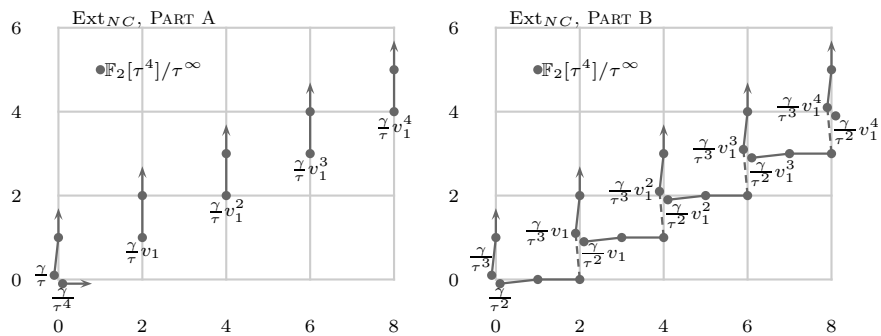 Ext_{NC}, PART A
6
F_2[τ^4]/τ^∞
4
γ/τ v_1^4
γ/τ v_1^3
2
γ/τ v_1^2
γ/τ v_1
γ/τ
0
γ/τ^4
0 2 4 6 8
Ext_{NC}, PART B
6
F_2[τ^4]/τ^∞
4
γ/τ^3 v_1^4
γ/τ^2 v_1^4
γ/τ^3 v_1^3
γ/τ^2 v_1^3
2
γ/τ^3 v_1^2
γ/τ^2 v_1^2
γ/τ^3 v_1
γ/τ^2 v_1
γ/τ^3
0
γ/τ^2
0 2 4 6 8